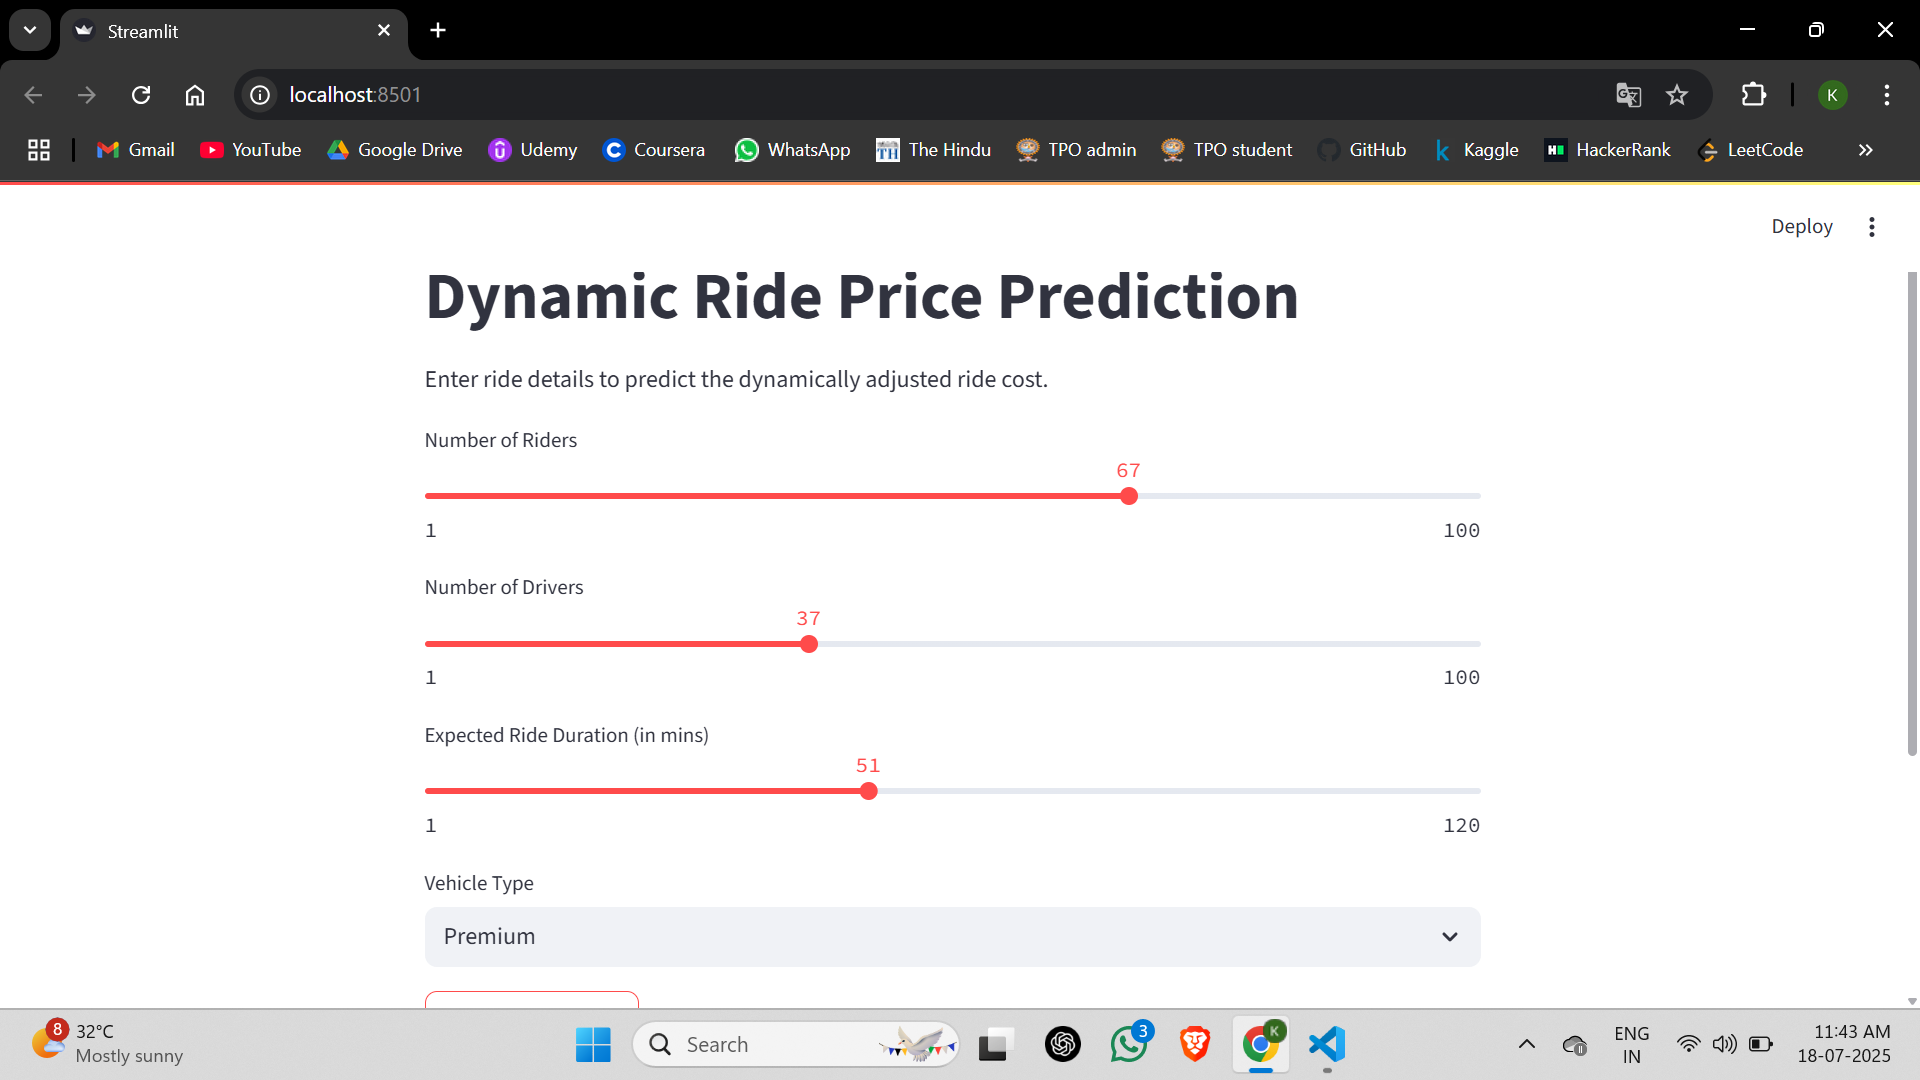 Streamlit
localhost:8501
K
Gmail YouTube Google Drive Udemy Coursera WhatsApp The Hindu TPO admin TPO student GitHub Kaggle HackerRank LeetCode
Deploy
Dynamic Ride Price Prediction
Enter ride details to predict the dynamically adjusted ride cost.
Number of Riders
67
1 100
Number of Drivers
37
1 100
Expected Ride Duration (in mins)
51
1 120
Vehicle Type
Premium
8 32°C
Mostly sunny
Search
3
K
ENG
IN
11:43 AM
18-07-2025